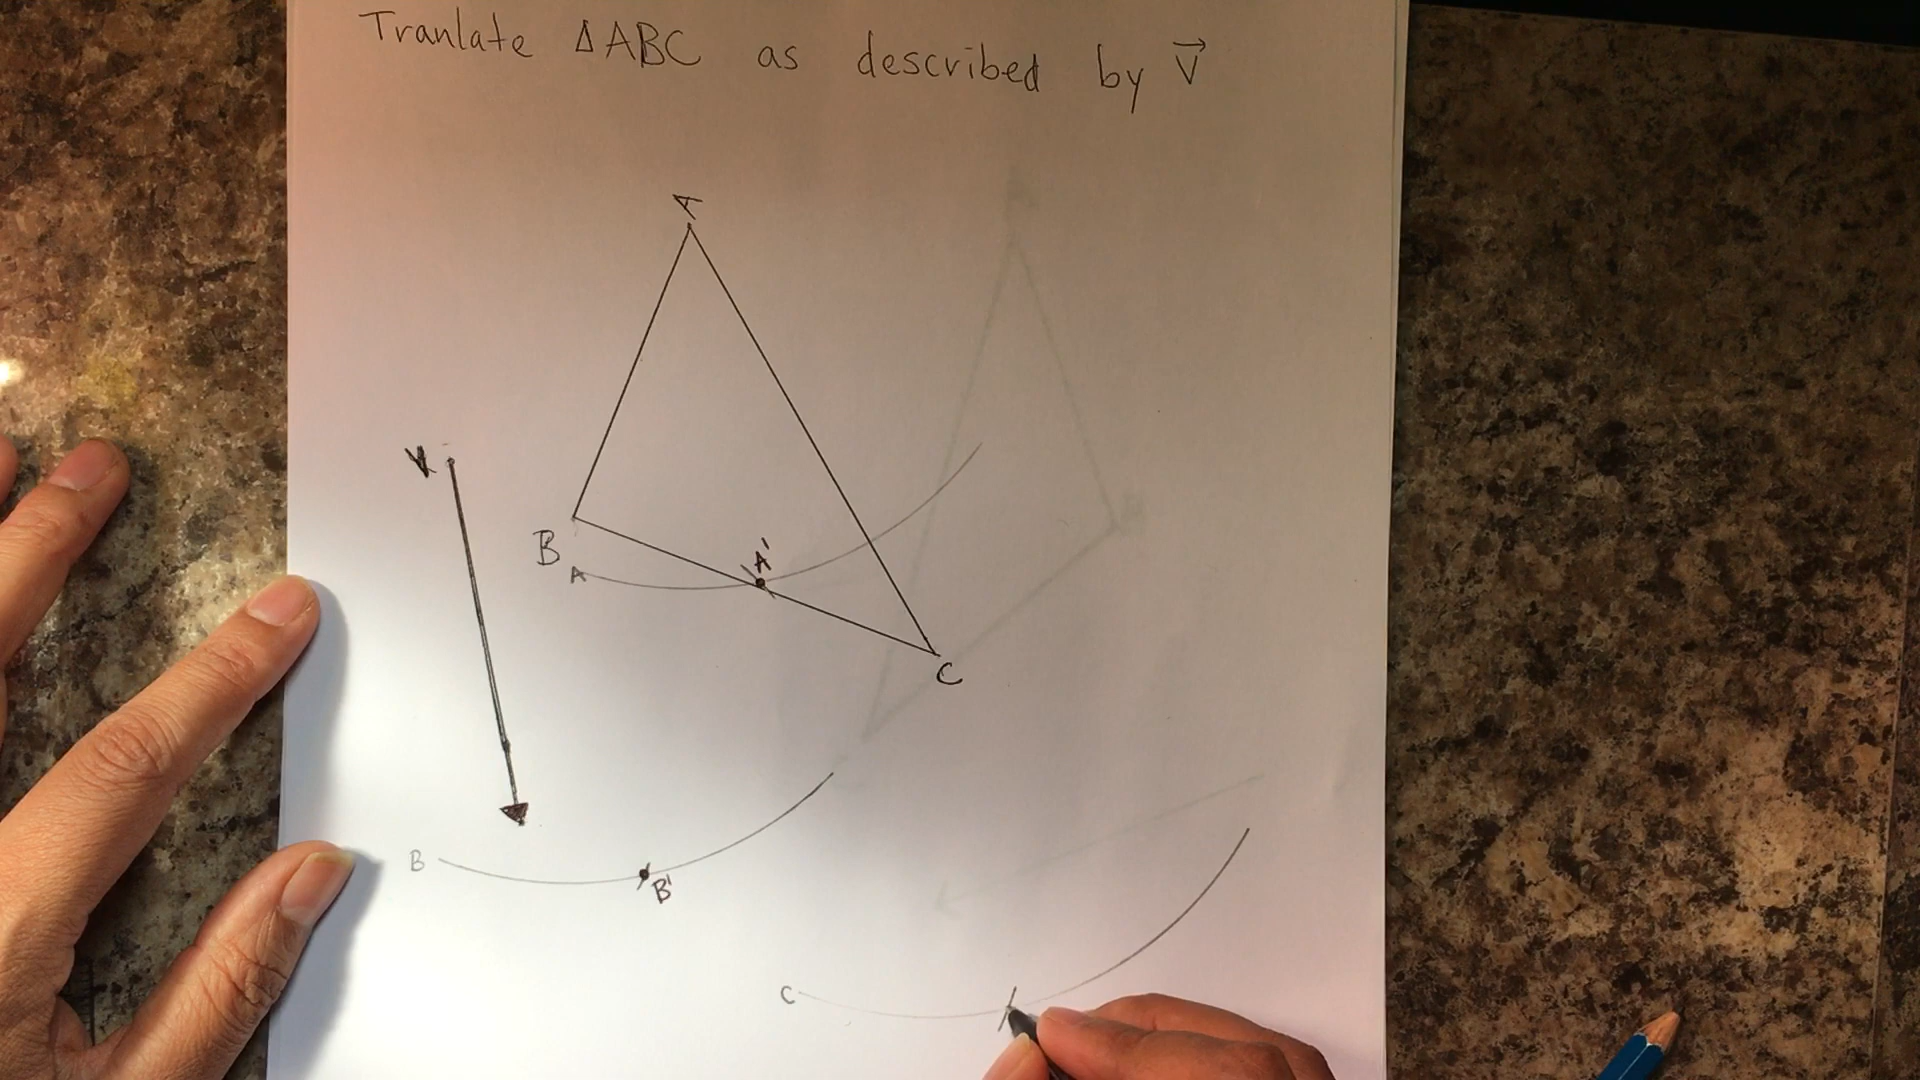 Tranlate ΔABC as described by V⃗
A
V
B
A'
A
C
B
B'
C